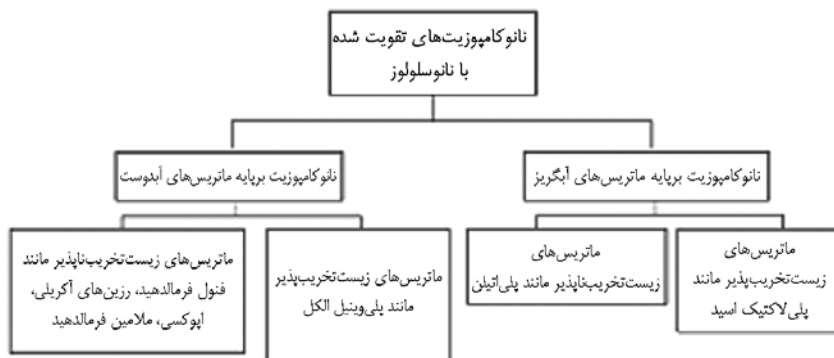 نانوکامپوزیت‌های تقویت شده
با نانوسلولوز
نانوکامپوزیت برپایه ماتریس‌های آبگریز
نانوکامپوزیت برپایه ماتریس‌های آبدوست
ماتریس‌های
زیست‌تخریب‌پذیر مانند
پلی‌لاکتیک اسید
ماتریس‌های
زیست‌تخریب‌ناپذیر مانند پلی‌اتیلن
ماتریس‌های زیست‌تخریب‌پذیر
مانند پلی‌وینیل الکل
ماتریس‌های زیست‌تخریب‌ناپذیر مانند
فنول فرمالدهید، رزین‌های آکریلی،
اپوکسی، ملامین فرمالدهید